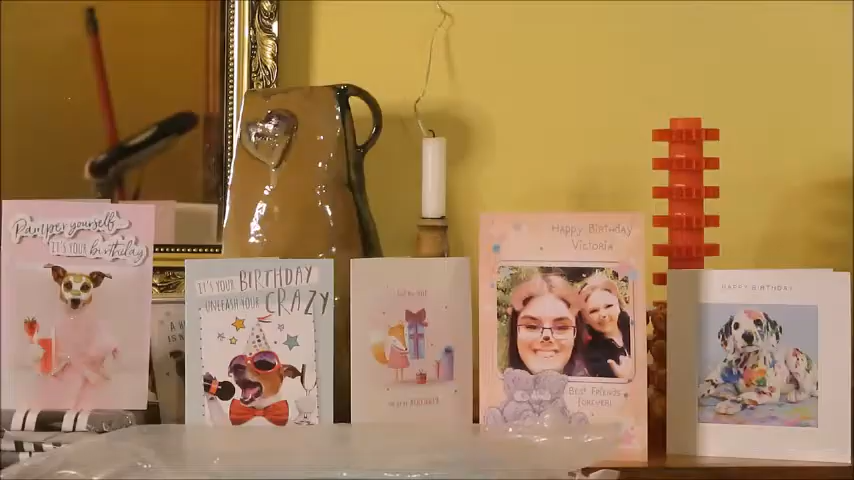 Pamper yourself
IT'S YOUR birthday
IT'S YOUR BIRTHDAY
UNLEASH YOUR CRAZY
HAPPY BIRTHDAY
VICTORIA
BEST FRIENDS
FOREVER!
HAPPY BIRTHDAY